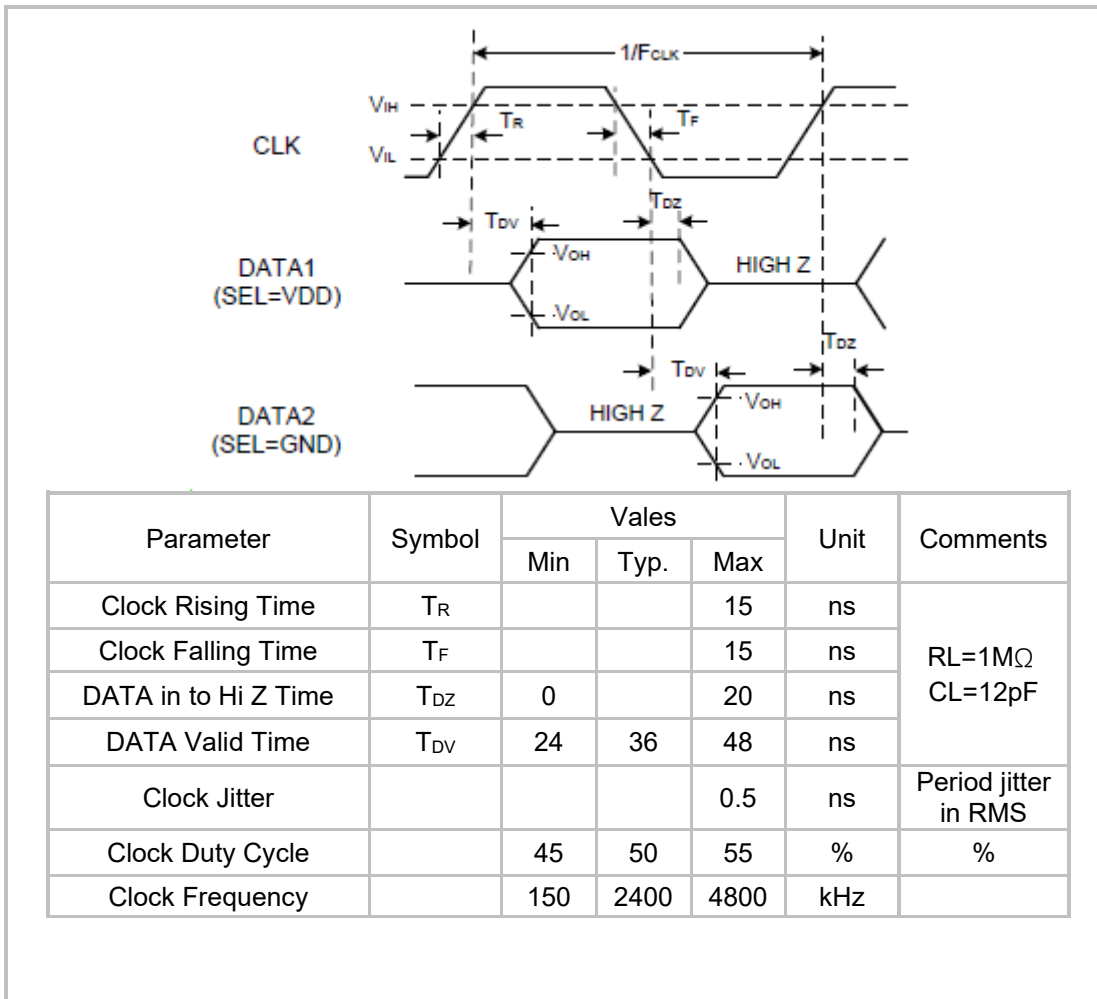 1/FCLK
VIH
TR
TF
CLK
VIL
TDV
TDZ
VOH
DATA1
(SEL=VDD)
HIGH Z
VOL
TDZ
TDV
DATA2
(SEL=GND)
HIGH Z
VOH
VOL
Parameter Symbol Vales Unit Comments
Min Typ. Max
Clock Rising Time TR 15 ns
Clock Falling Time TF 15 ns
RL=1MΩ
CL=12pF
DATA in to Hi Z Time TDZ 0 20 ns
DATA Valid Time TDV 24 36 48 ns
Clock Jitter 0.5 ns Period jitter
in RMS
Clock Duty Cycle 45 50 55 % %
Clock Frequency 150 2400 4800 kHz